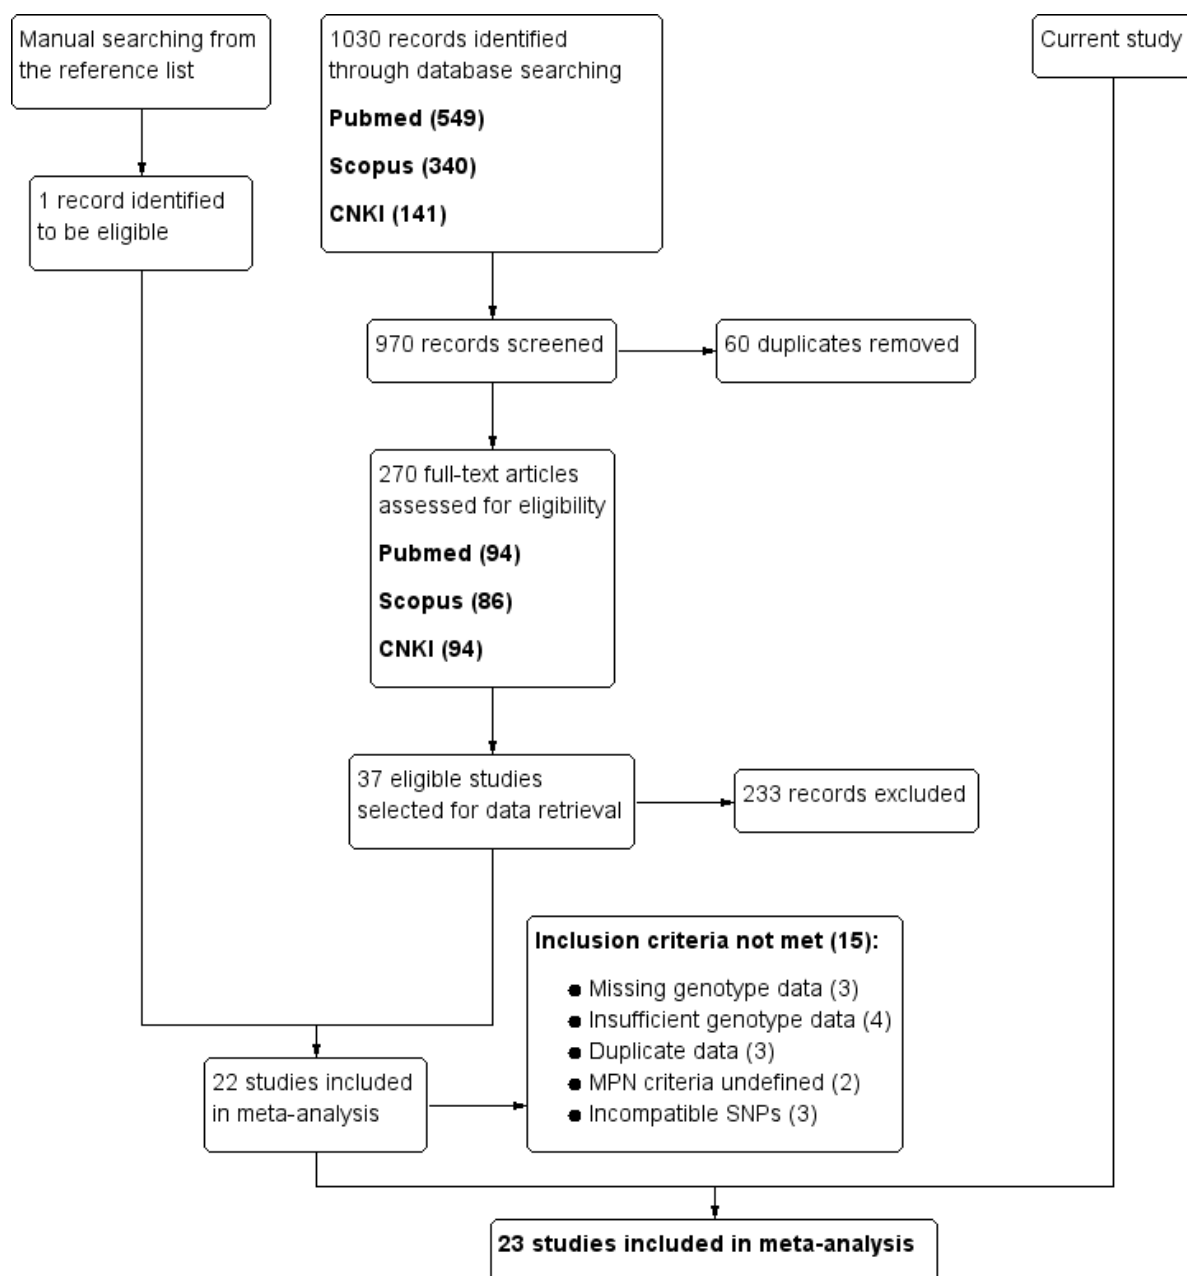 Manual searching from
the reference list
1 record identified
to be eligible
1030 records identified
through database searching
Pubmed (549)
Scopus (340)
CNKI (141)
Current study
970 records screened
60 duplicates removed
270 full-text articles
assessed for eligibility
Pubmed (94)
Scopus (86)
CNKI (94)
37 eligible studies
selected for data retrieval
233 records excluded
Inclusion criteria not met (15):
● Missing genotype data (3)
● Insufficient genotype data (4)
● Duplicate data (3)
● MPN criteria undefined (2)
● Incompatible SNPs (3)
22 studies included
in meta-analysis
23 studies included in meta-analysis